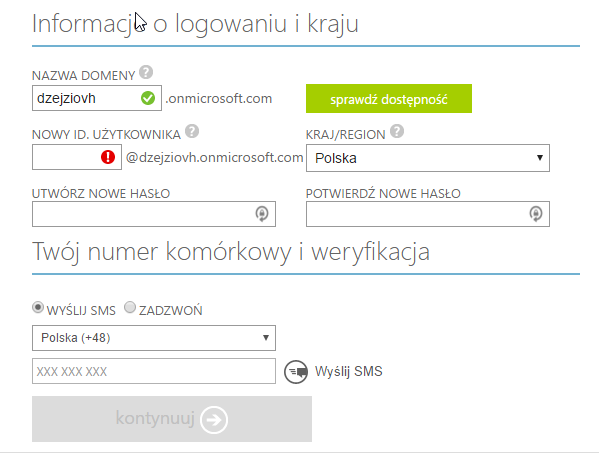 Informacje o logowaniu i kraju
NAZWA DOMENY ?
dzejziovh .onmicrosoft.com sprawdź dostępność
NOWY ID. UŻYTKOWNIKA ? KRAJ/REGION ?
! @dzejziovh.onmicrosoft.com Polska
UTWÓRZ NOWE HASŁO POTWIERDŹ NOWE HASŁO
Twój numer komórkowy i weryfikacja
WYŚLIJ SMS ZADZWOŃ
Polska (+48)
XXX XXX XXX Wyślij SMS
kontynuuj